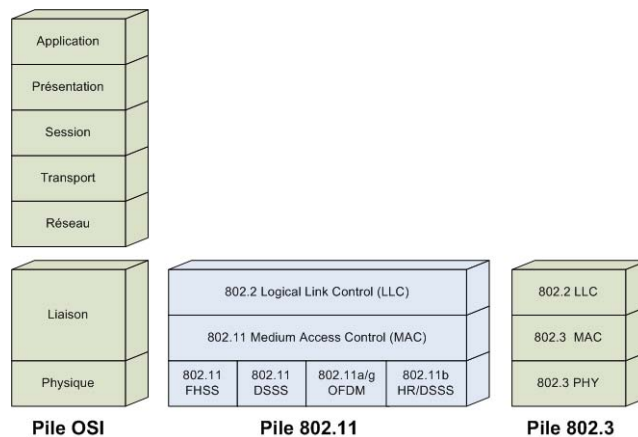 Application
Présentation
Session
Transport
Réseau
Liaison
Physique
Pile OSI
802.2 Logical Link Control (LLC)
802.11 Medium Access Control (MAC)
802.11
FHSS
802.11
DSSS
802.11a/g
OFDM
802.11b
HR/DSSS
Pile 802.11
802.2 LLC
802.3 MAC
802.3 PHY
Pile 802.3